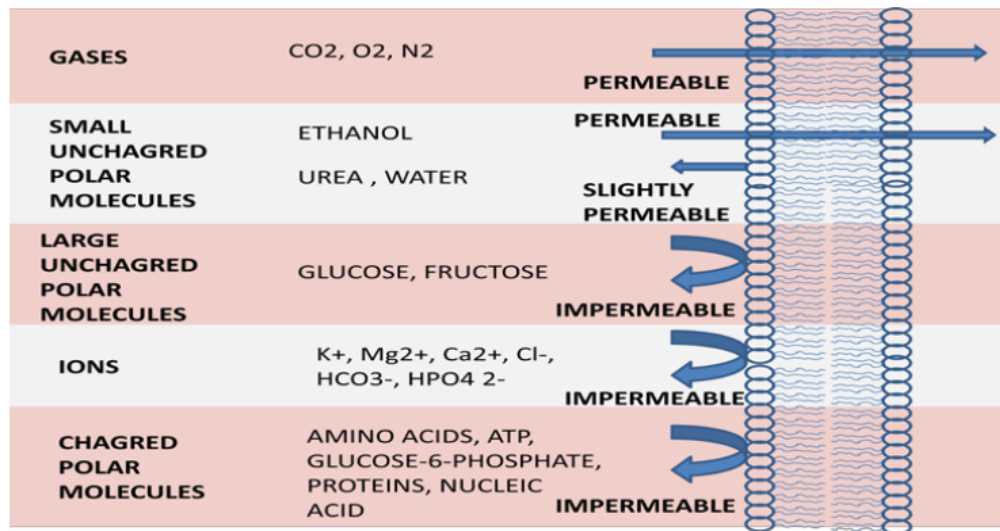 GASES
CO2, O2, N2
PERMEABLE
SMALL
UNCHAGRED
POLAR
MOLECULES
ETHANOL
UREA , WATER
PERMEABLE
SLIGHTLY
PERMEABLE
LARGE
UNCHAGRED
POLAR
MOLECULES
GLUCOSE, FRUCTOSE
IMPERMEABLE
IONS
K+, Mg2+, Ca2+, Cl-,
HCO3-, HPO4 2-
IMPERMEABLE
CHAGRED
POLAR
MOLECULES
AMINO ACIDS, ATP,
GLUCOSE-6-PHOSPHATE,
PROTEINS, NUCLEIC
ACID
IMPERMEABLE